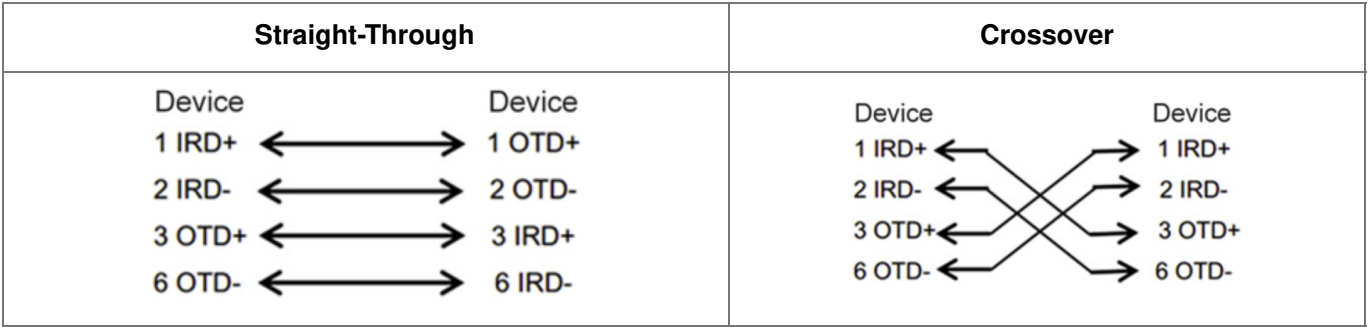 Straight-Through
Crossover
Device Device
1 IRD+ 1 OTD+
2 IRD- 2 OTD-
3 OTD+ 3 IRD+
6 OTD- 6 IRD-
Device Device
1 IRD+ 1 IRD+
2 IRD- 2 IRD-
3 OTD+ 3 OTD+
6 OTD- 6 OTD-